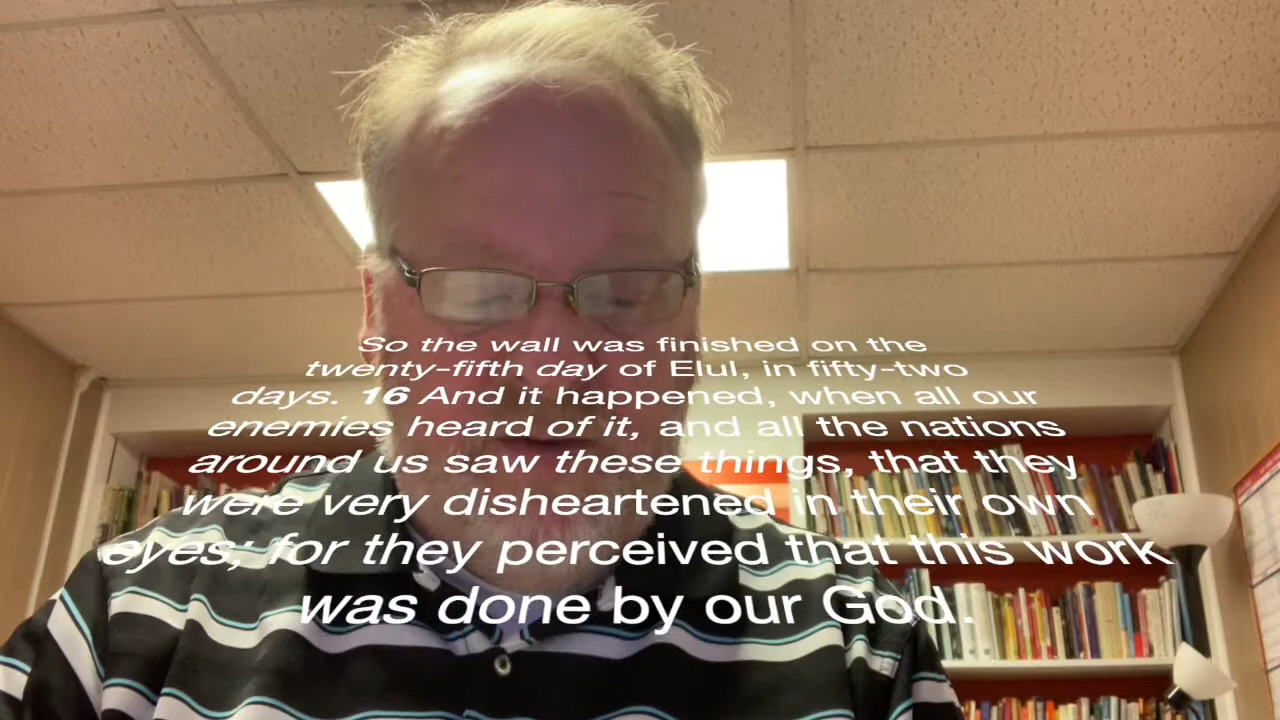 So the wall was finished on the
twenty-fifth day of Elul, in fifty-two
days. 16 And it happened, when all our
enemies heard of it, and all the nations
around us saw these things, that they
were very disheartened in their own
eyes; for they perceived that this work
was done by our God.